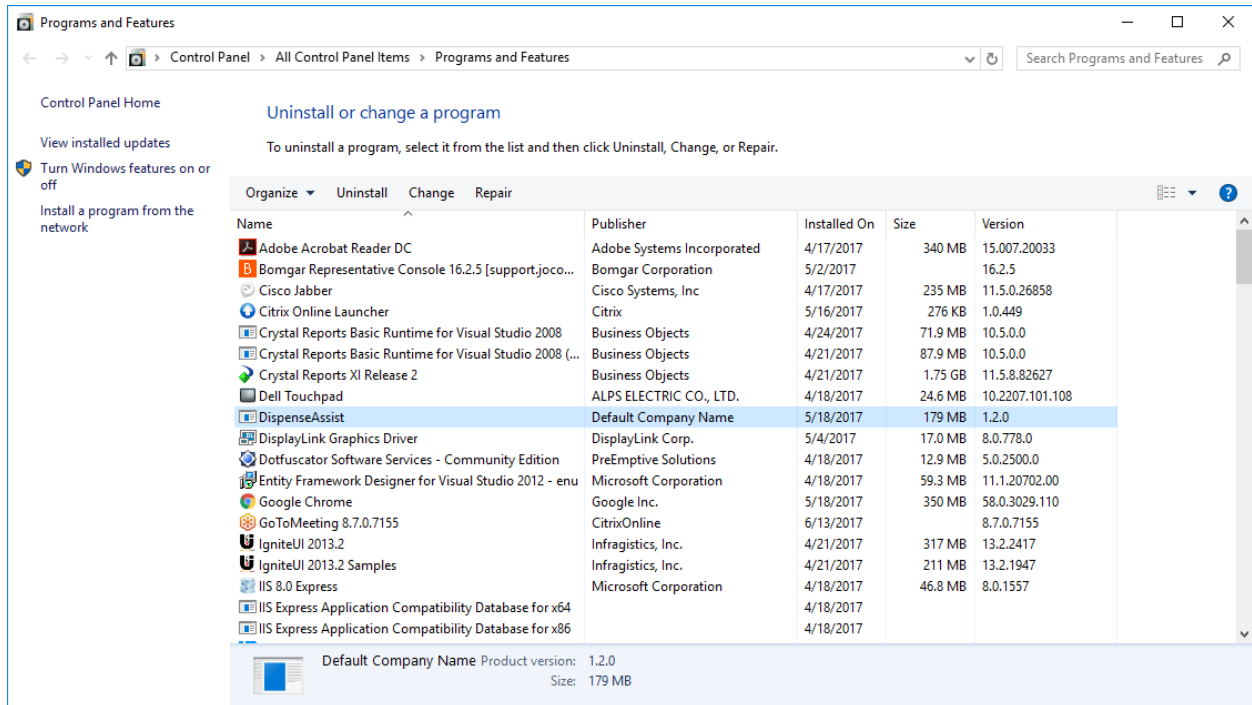 Programs and Features
Control Panel > All Control Panel Items > Programs and Features
Search Programs and Features
Control Panel Home
View installed updates
Turn Windows features on or
off
Install a program from the
network
Uninstall or change a program
To uninstall a program, select it from the list and then click Uninstall, Change, or Repair.
Organize Uninstall Change Repair
Name Publisher Installed On Size Version
Adobe Acrobat Reader DC Adobe Systems Incorporated 4/17/2017 340 MB 15.007.20033
Bomgar Representative Console 16.2.5 [support.joco... Bomgar Corporation 5/2/2017 16.2.5
Cisco Jabber Cisco Systems, Inc 4/17/2017 235 MB 11.5.0.26858
Citrix Online Launcher Citrix 5/16/2017 276 KB 1.0.449
Crystal Reports Basic Runtime for Visual Studio 2008 Business Objects 4/24/2017 71.9 MB 10.5.0.0
Crystal Reports Basic Runtime for Visual Studio 2008 (... Business Objects 4/21/2017 87.9 MB 10.5.0.0
Crystal Reports XI Release 2 Business Objects 4/21/2017 1.75 GB 11.5.8.82627
Dell Touchpad ALPS ELECTRIC CO., LTD. 4/18/2017 24.6 MB 10.2207.101.108
DispenseAssist Default Company Name 5/18/2017 179 MB 1.2.0
DisplayLink Graphics Driver DisplayLink Corp. 5/4/2017 17.0 MB 8.0.778.0
Dotfuscator Software Services - Community Edition PreEmptive Solutions 4/18/2017 12.9 MB 5.0.2500.0
Entity Framework Designer for Visual Studio 2012 - enu Microsoft Corporation 4/18/2017 59.3 MB 11.1.20702.00
Google Chrome Google Inc. 5/18/2017 350 MB 58.0.3029.110
GoToMeeting 8.7.0.7155 CitrixOnline 6/13/2017 8.7.0.7155
IgniteUI 2013.2 Infragistics, Inc. 4/21/2017 317 MB 13.2.2417
IgniteUI 2013.2 Samples Infragistics, Inc. 4/21/2017 211 MB 13.2.1947
IIS 8.0 Express Microsoft Corporation 4/18/2017 46.8 MB 8.0.1557
IIS Express Application Compatibility Database for x64 4/18/2017
IIS Express Application Compatibility Database for x86 4/18/2017
Default Company Name Product version: 1.2.0
Size: 179 MB